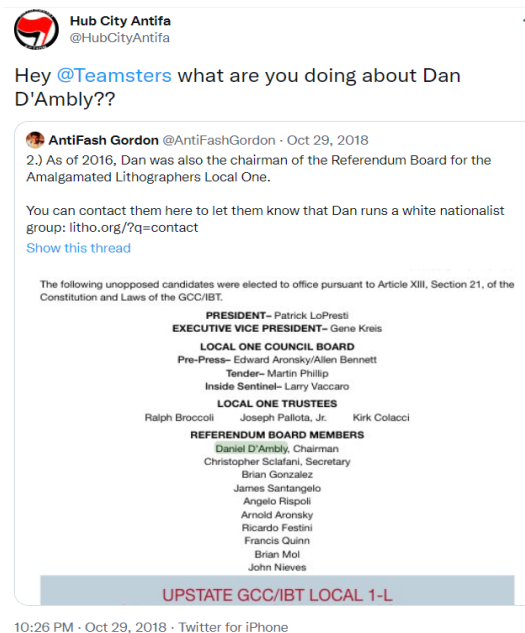 Hub City Antifa
@HubCityAntifa
Hey @Teamsters what are you doing about Dan
D'Ambly??
AntiFash Gordon @AntiFashGordon · Oct 29, 2018
2.) As of 2016, Dan was also the chairman of the Referendum Board for the
Amalgamated Lithographers Local One.
You can contact them here to let them know that Dan runs a white nationalist
group: litho.org/?q=contact
Show this thread
The following unopposed candidates were elected to office pursuant to Article XIII, Section 21, of the
Constitution and Laws of the GCC/IBT.
PRESIDENT– Patrick LoPresti
EXECUTIVE VICE PRESIDENT– Gene Kreis
LOCAL ONE COUNCIL BOARD
Pre-Press– Edward Aronsky/Allen Bennett
Tender– Martin Phillip
Inside Sentinel– Larry Vaccaro
LOCAL ONE TRUSTEES
Ralph Broccoli Joseph Pallota, Jr. Kirk Colacci
REFERENDUM BOARD MEMBERS
Daniel D'Ambly, Chairman
Christopher Sclafani, Secretary
Brian Gonzalez
James Santangelo
Angelo Rispoli
Arnold Aronsky
Ricardo Festini
Francis Quinn
Brian Mol
John Nieves
UPSTATE GCC/IBT LOCAL 1-L
10:26 PM · Oct 29, 2018 · Twitter for iPhone